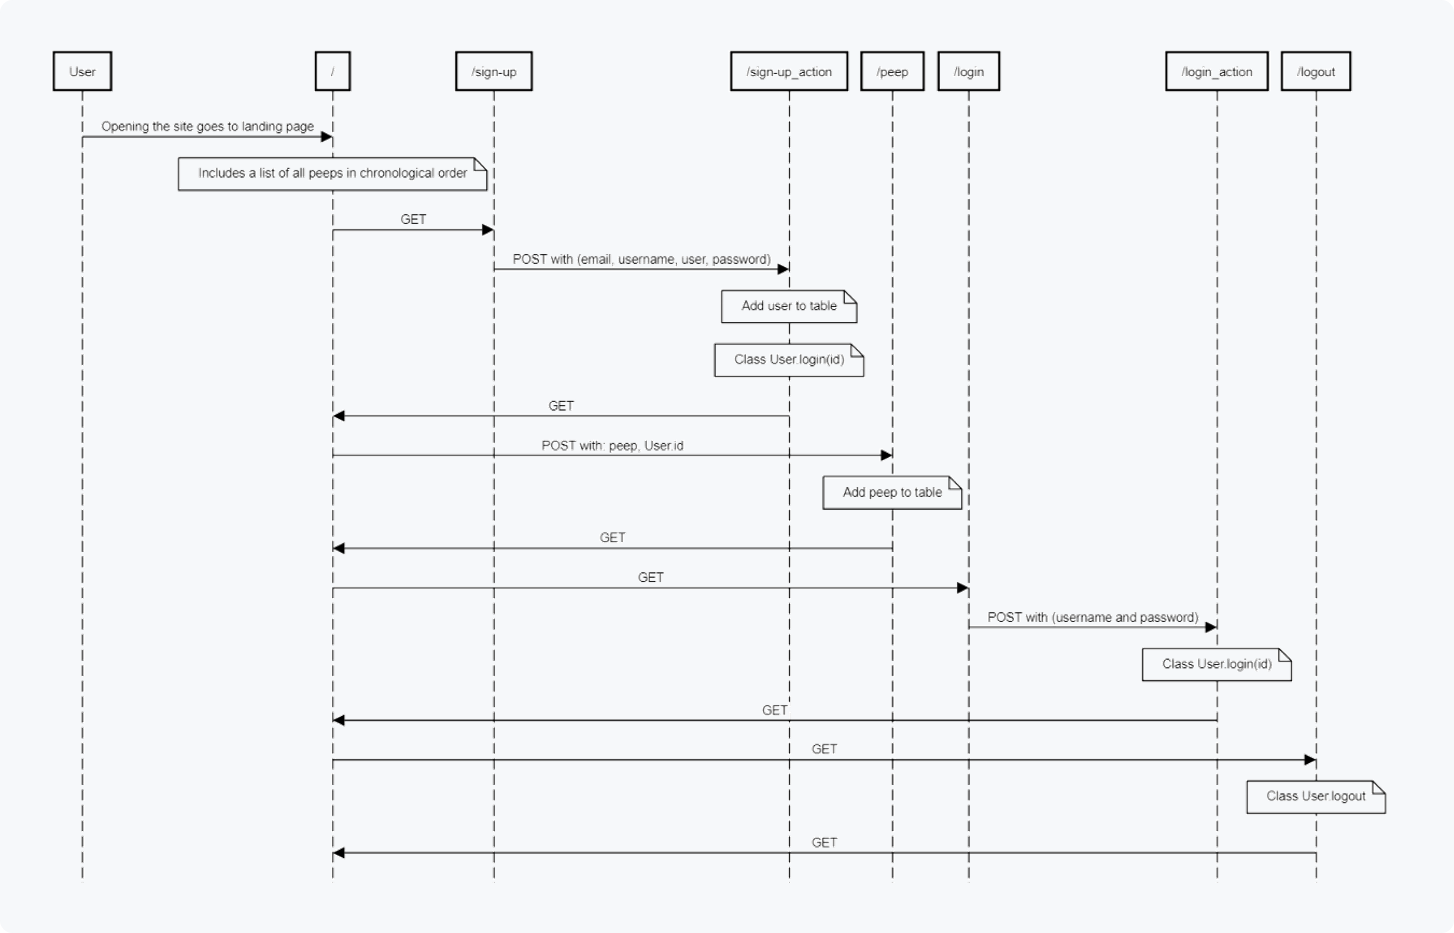 User
/
/sign-up
/sign-up_action
/peep
/login
/login_action
/logout
Opening the site goes to landing page
Includes a list of all peeps in chronological order
GET
POST with (email, username, user, password)
Add user to table
Class User.login(id)
GET
POST with: peep, User.id
Add peep to table
GET
GET
POST with (username and password)
Class User.login(id)
GET
GET
Class User.logout
GET